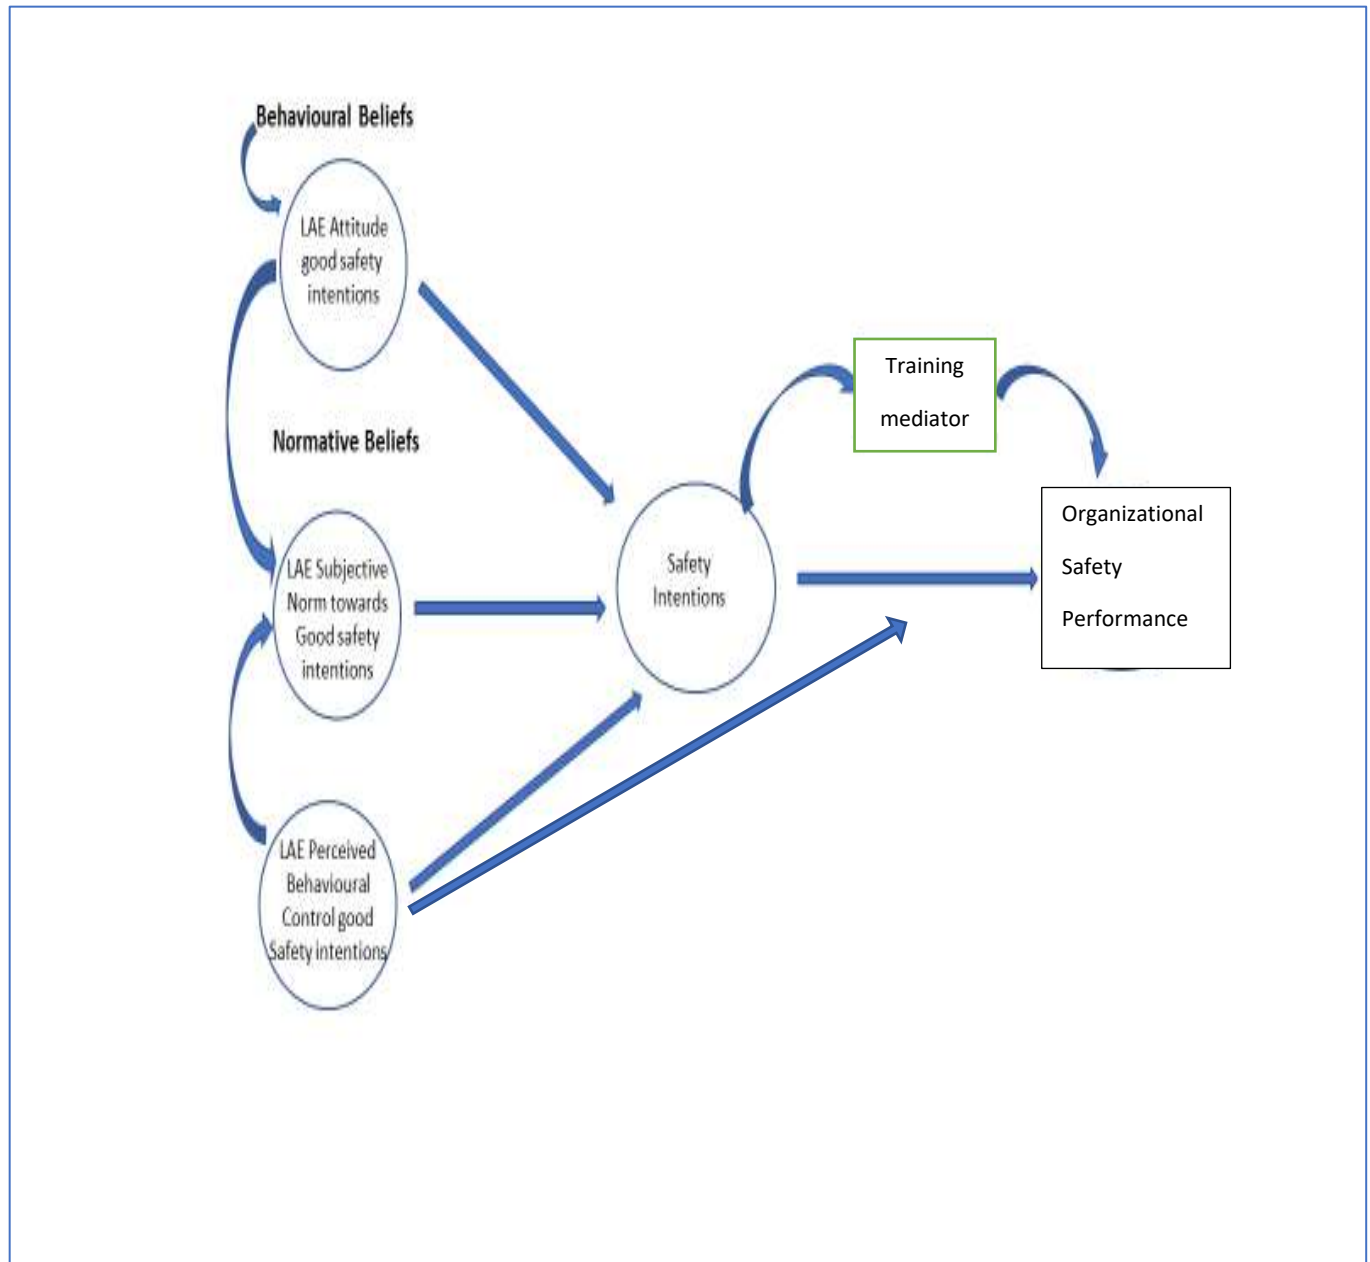 Behavioural Beliefs
LAE Attitude
good safety
intentions
Normative Beliefs
LAE Subjective
Norm towards
Good safety
intentions
LAE Perceived
Behavioural
Control good
Safety intentions
Safety
Intentions
Training
mediator
Organizational
Safety
Performance